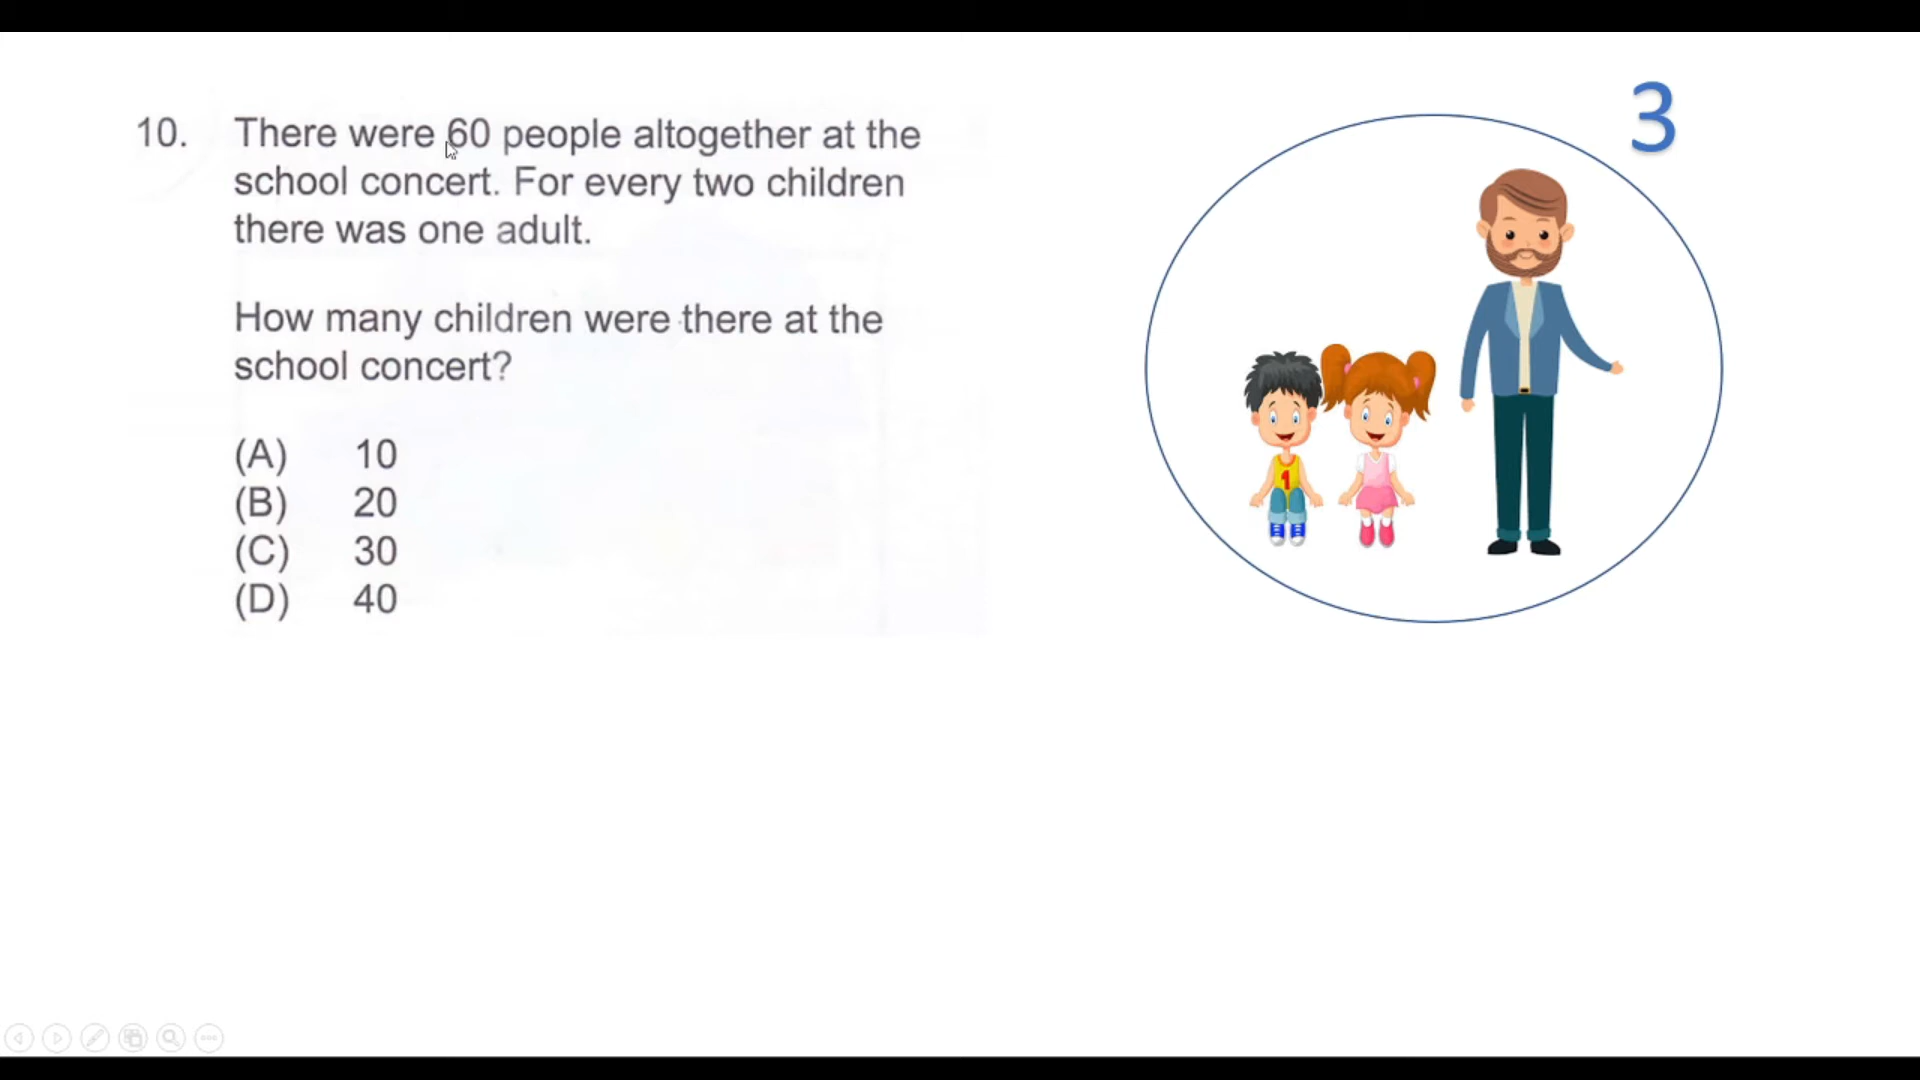 10. There were 60 people altogether at the
school concert. For every two children
there was one adult.
How many children were there at the
school concert?
(A) 10
(B) 20
(C) 30
(D) 40
3
1